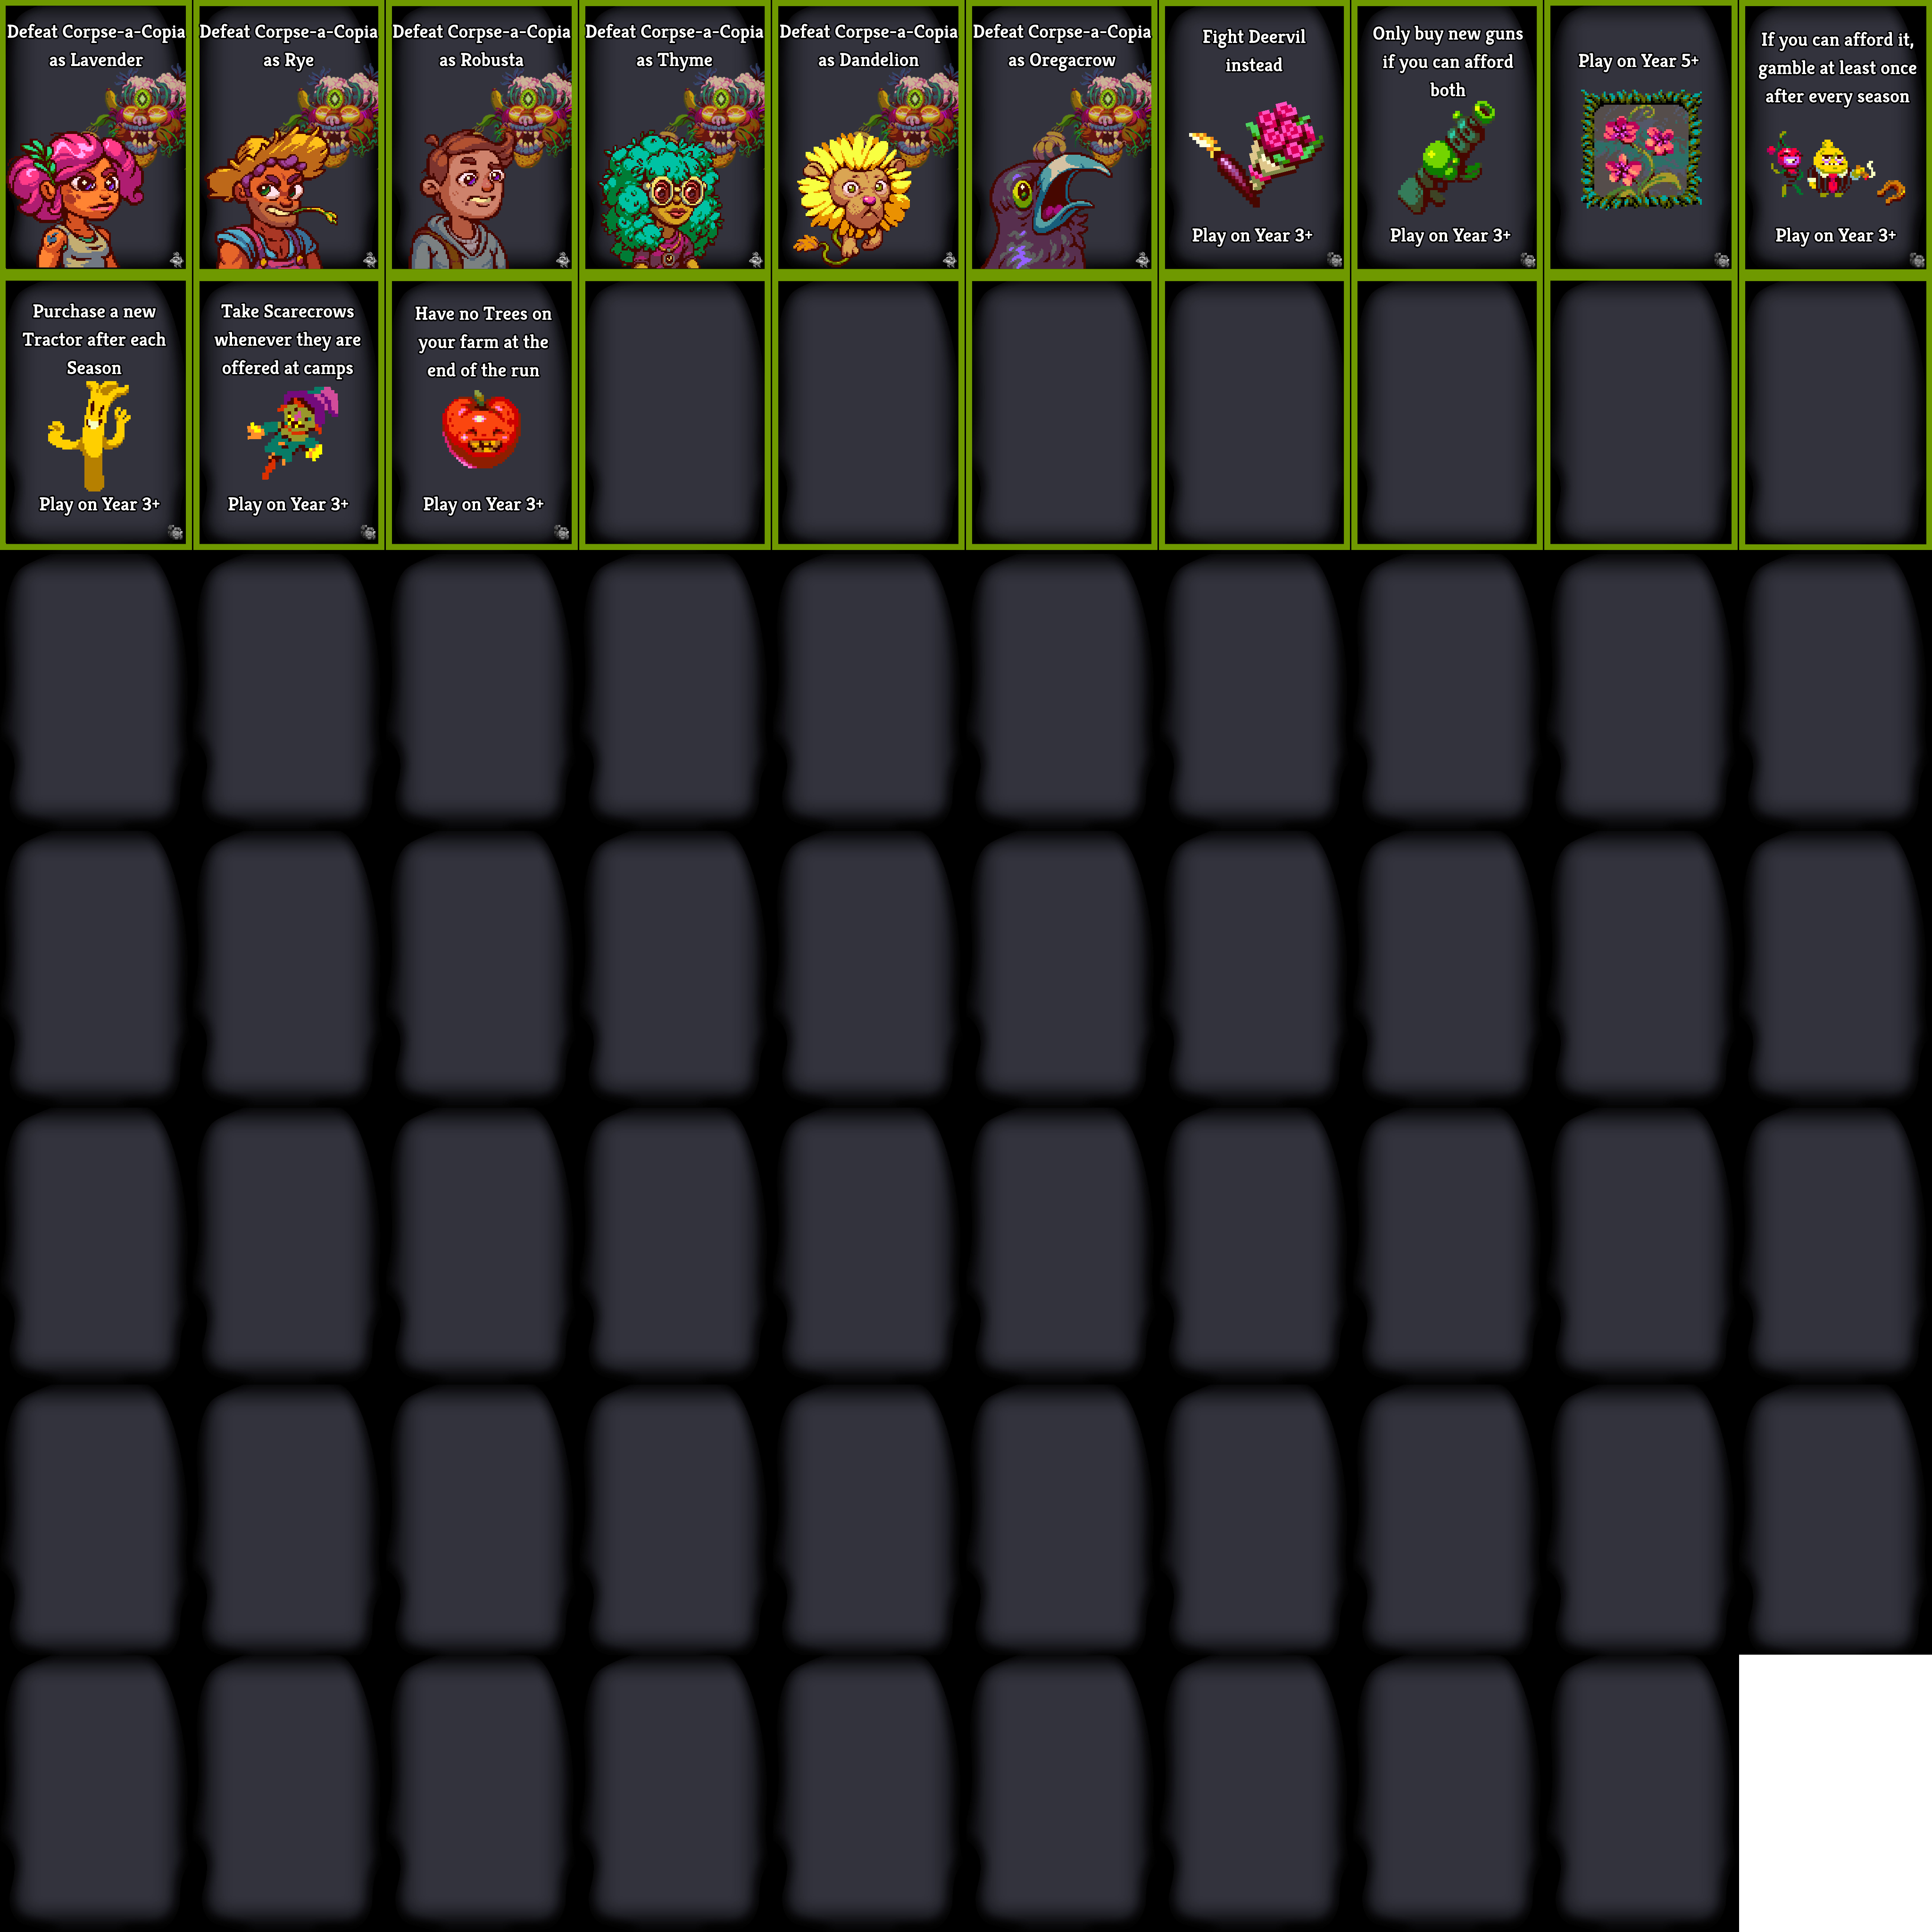 Defeat Corpse-a-Copia
as Lavender
Defeat Corpse-a-Copia
as Rye
Defeat Corpse-a-Copia
as Robusta
Defeat Corpse-a-Copia
as Thyme
Defeat Corpse-a-Copia
as Dandelion
Defeat Corpse-a-Copia
as Oregacrow
Fight Deervil
instead
Play on Year 3+
Only buy new guns
if you can afford
both
Play on Year 3+
Play on Year 5+
If you can afford it,
gamble at least once
after every season
Play on Year 3+
Purchase a new
Tractor after each
Season
Play on Year 3+
Take Scarecrows
whenever they are
offered at camps
Play on Year 3+
Have no Trees on
your farm at the
end of the run
Play on Year 3+